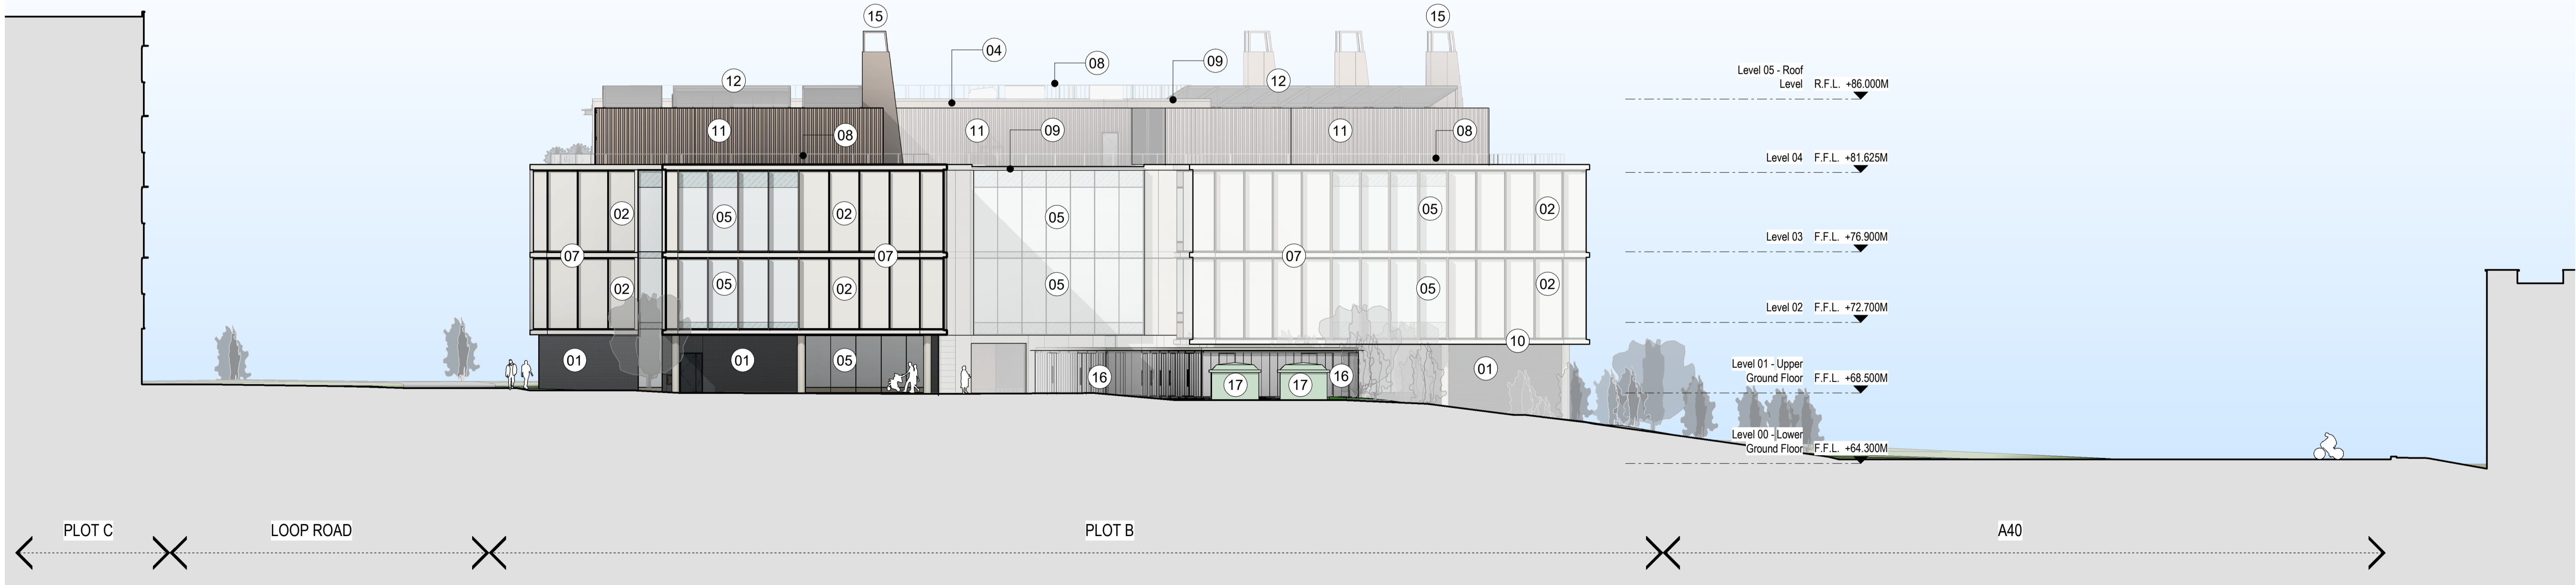 15
15
04
08
09
12
12
Level 05 - Roof
Level R.F.L. +86.000M
11
08
11
09
11
08
Level 04 F.F.L. +81.625M
02
05
02
05
05
02
Level 03 F.F.L. +76.900M
07
07
07
02
05
02
05
05
02
Level 02 F.F.L. +72.700M
10
01
01
05
01
Level 01 - Upper
Ground Floor F.F.L. +68.500M
16
17
17
16
Level 00 - Lower
Ground Floor F.F.L. +64.300M
PLOT C
LOOP ROAD
PLOT B
A40